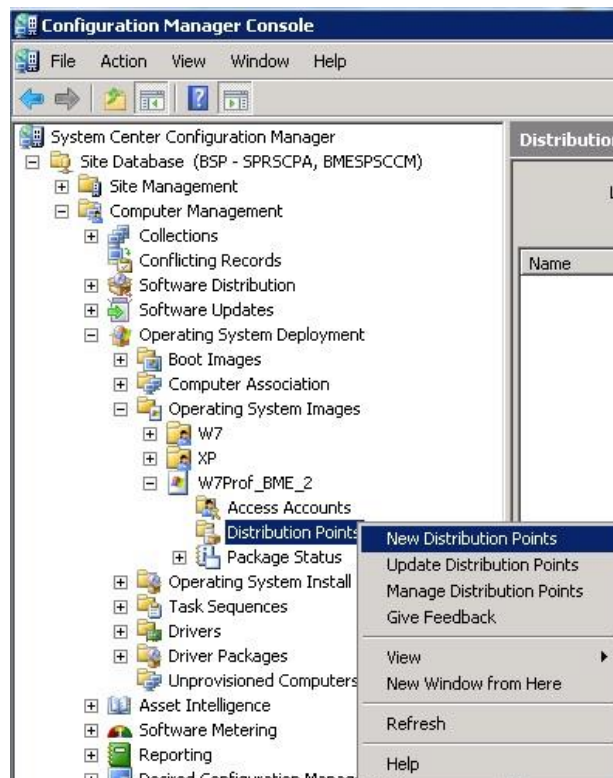 Configuration Manager Console
File Action View Window Help
System Center Configuration Manager
Site Database (BSP - SPRSCPA, BMESPSCCM)
Site Management
Computer Management
Collections
Conflicting Records
Software Distribution
Software Updates
Operating System Deployment
Boot Images
Computer Association
Operating System Images
W7
XP
W7Prof_BME_2
Access Accounts
Distribution Points
Package Status
Operating System Install
Task Sequences
Drivers
Driver Packages
Unprovisioned Computers
Asset Intelligence
Software Metering
Reporting
Desired Configuration Manag
Distributio
L
Name
New Distribution Points
Update Distribution Points
Manage Distribution Points
Give Feedback
View
New Window from Here
Refresh
Help